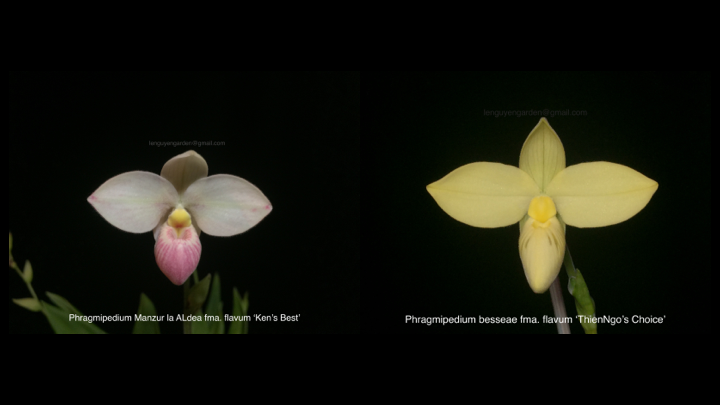 lenguyengarden@gmail.com
lenguyengarden@gmail.com
Phragmipedium Manzur la ALdea fma. flavum ‘Ken’s Best’
Phragmipedium besseae fma. flavum ‘ThienNgo’s Choice’